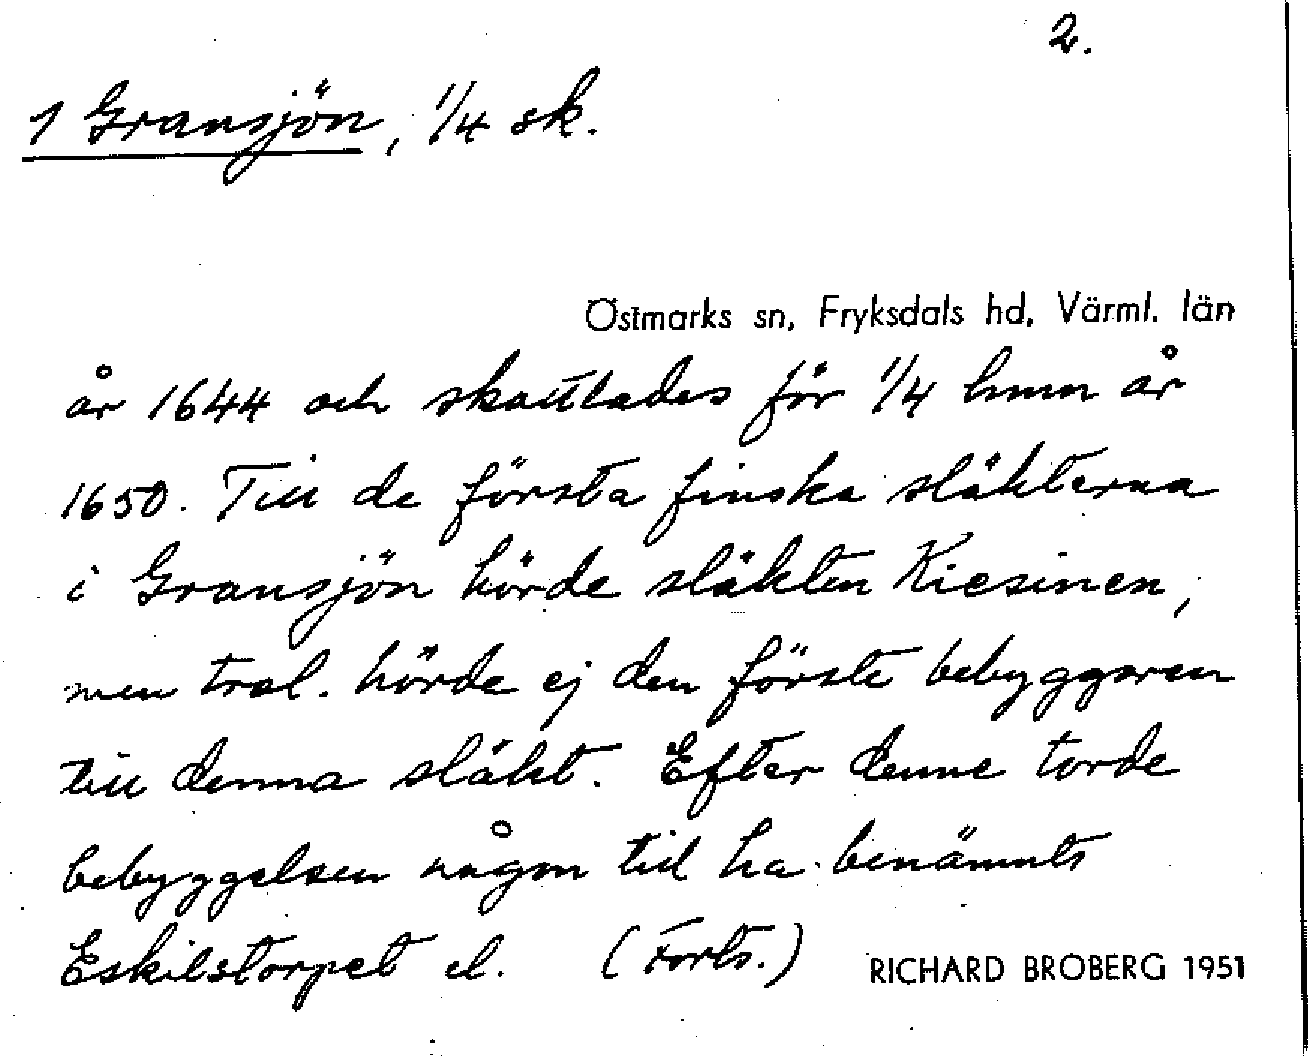 2.
1 Gransjön, 1/4 sk.
Östmarks sn, Fryksdals hd, Värml. län
år 1644 och skattlades för 1/4 hmn år
1650. Till de första finska släkterna
i Gransjön hörde släkten Kiesinen,
men trol. hörde ej den förste bebyggaren
till denna släkt. Efter denne torde
bebyggelsen någon tid ha benämnts
Eskilstorpet el. (Forts.)
RICHARD BROBERG 1951